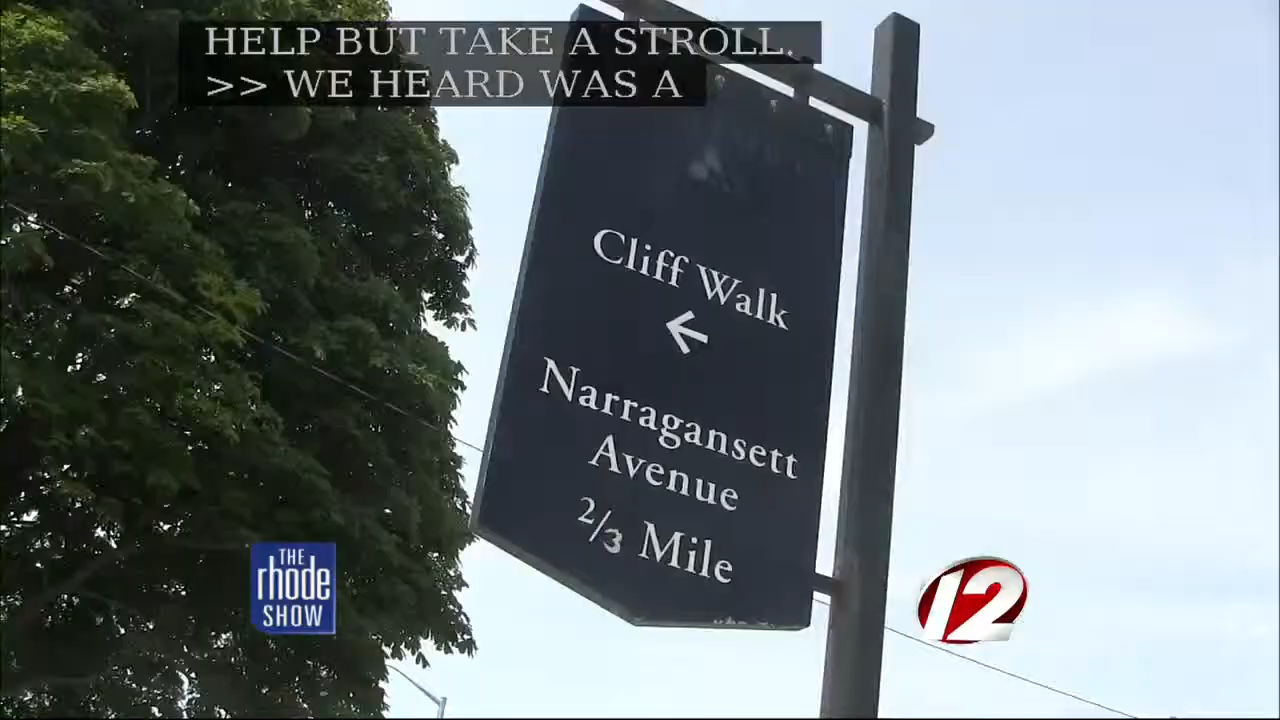 HELP BUT TAKE A STROLL.
>> WE HEARD WAS A
Cliff Walk
←
Narragansett
Avenue
2/3 Mile
THE
rhode
SHOW
12